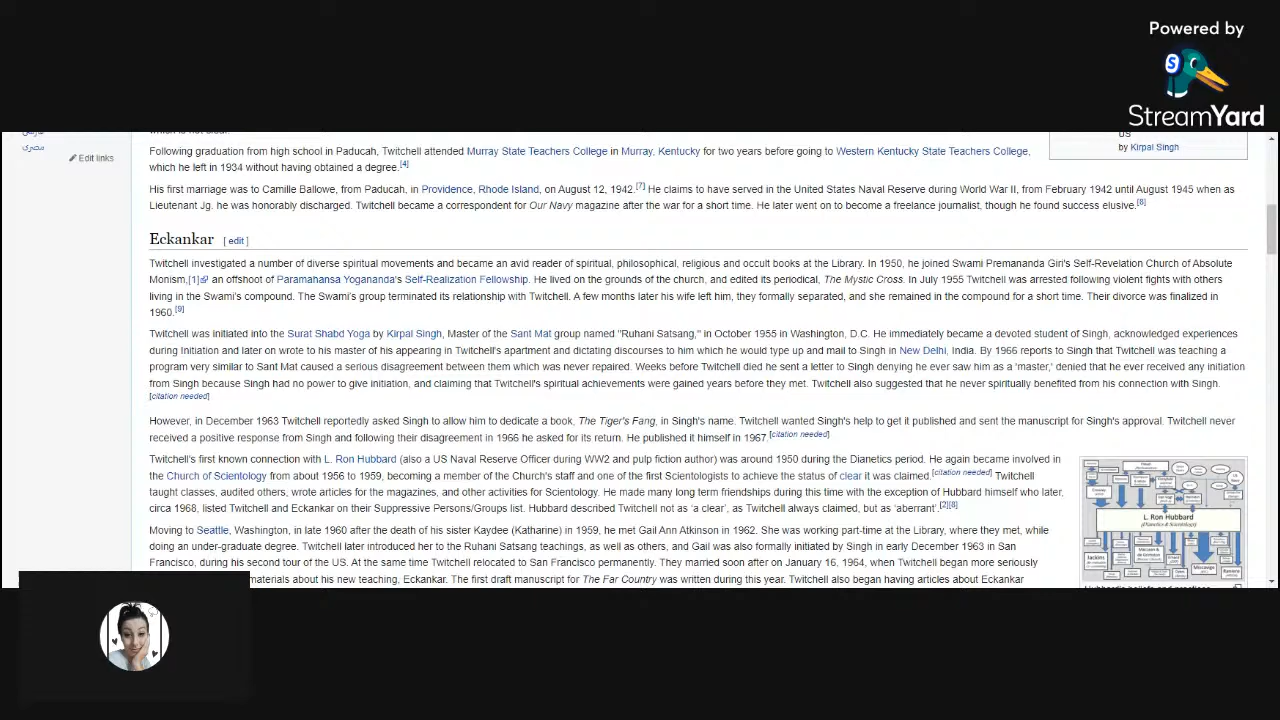 Powered by
StreamYard
فارسی
مصرى
Edit links
US
by Kirpal Singh
Following graduation from high school in Paducah, Twitchell attended Murray State Teachers College in Murray, Kentucky for two years before going to Western Kentucky State Teachers College,
which he left in 1934 without having obtained a degree.[4]
His first marriage was to Camille Ballowe, from Paducah, in Providence, Rhode Island, on August 12, 1942.[7] He claims to have served in the United States Naval Reserve during World War II, from February 1942 until August 1945 when as
Lieutenant Jg. he was honorably discharged. Twitchell became a correspondent for Our Navy magazine after the war for a short time. He later went on to become a freelance journalist, though he found success elusive.[8]
Eckankar [ edit ]
Twitchell investigated a number of diverse spiritual movements and became an avid reader of spiritual, philosophical, religious and occult books at the Library. In 1950, he joined Swami Premananda Giri's Self-Revelation Church of Absolute
Monism,[1] an offshoot of Paramahansa Yogananda's Self-Realization Fellowship. He lived on the grounds of the church, and edited its periodical, The Mystic Cross. In July 1955 Twitchell was arrested following violent fights with others
living in the Swami's compound. The Swami's group terminated its relationship with Twitchell. A few months later his wife left him, they formally separated, and she remained in the compound for a short time. Their divorce was finalized in
1960.[9]
Twitchell was initiated into the Surat Shabd Yoga by Kirpal Singh, Master of the Sant Mat group named "Ruhani Satsang," in October 1955 in Washington, D.C. He immediately became a devoted student of Singh, acknowledged experiences
during Initiation and later on wrote to his master of his appearing in Twitchell's apartment and dictating discourses to him which he would type up and mail to Singh in New Delhi, India. By 1966 reports to Singh that Twitchell was teaching a
program very similar to Sant Mat caused a serious disagreement between them which was never repaired. Weeks before Twitchell died he sent a letter to Singh denying he ever saw him as a 'master,' denied that he ever received any initiation
from Singh because Singh had no power to give initiation, and claiming that Twitchell's spiritual achievements were gained years before they met. Twitchell also suggested that he never spiritually benefited from his connection with Singh.
[citation needed]
However, in December 1963 Twitchell reportedly asked Singh to allow him to dedicate a book, The Tiger's Fang, in Singh's name. Twitchell wanted Singh's help to get it published and sent the manuscript for Singh's approval. Twitchell never
received a positive response from Singh and following their disagreement in 1966 he asked for its return. He published it himself in 1967.[citation needed]
Twitchell's first known connection with L. Ron Hubbard (also a US Naval Reserve Officer during WW2 and pulp fiction author) was around 1950 during the Dianetics period. He again became involved in
the Church of Scientology from about 1956 to 1959, becoming a member of the Church's staff and one of the first Scientologists to achieve the status of clear it was claimed.[citation needed] Twitchell
taught classes, audited others, wrote articles for the magazines, and other activities for Scientology. He made many long term friendships during this time with the exception of Hubbard himself who later,
circa 1968, listed Twitchell and Eckankar on their Suppressive Persons/Groups list. Hubbard described Twitchell not as 'a clear', as Twitchell always claimed, but as 'aberrant'.[2][8]
Moving to Seattle, Washington, in late 1960 after the death of his sister Kaydee (Katharine) in 1959, he met Gail Ann Atkinson in 1962. She was working part-time at the Library, where they met, while
doing an under-graduate degree. Twitchell later introduced her to the Ruhani Satsang teachings, as well as others, and Gail was also formally initiated by Singh in early December 1963 in San
Francisco, during his second tour of the US. At the same time Twitchell relocated to San Francisco permanently. They married soon after on January 16, 1964, when Twitchell began more seriously
materials about his new teaching, Eckankar. The first draft manuscript for The Far Country was written during this year. Twitchell also began having articles about Eckankar
L. Ron Hubbard